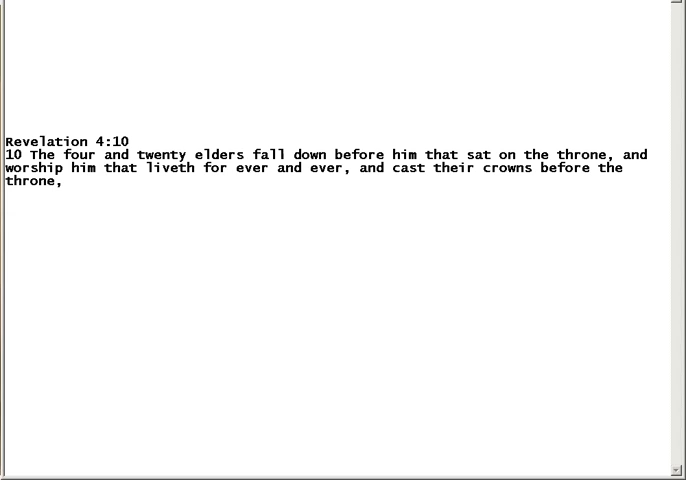 Revelation 4:10
10 The four and twenty elders fall down before him that sat on the throne, and
worship him that liveth for ever and ever, and cast their crowns before the
throne,